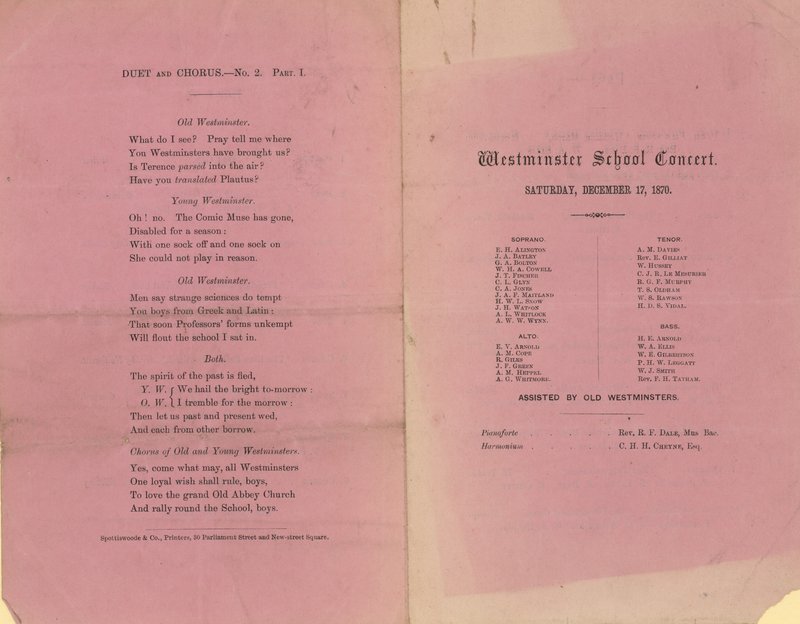 DUET AND CHORUS.—No. 2. PART. I.
Old Westminster.
What do I see? Pray tell me where
You Westminsters have brought us?
Is Terence parsed into the air?
Have you translated Plautus?
Young Westminster.
Oh! no. The Comic Muse has gone,
Disabled for a season:
With one sock off and one sock on
She could not play in reason.
Old Westminster.
Men say strange sciences do tempt
You boys from Greek and Latin:
That soon Professors' forms unkempt
Will flout the school I sat in.
Both.
The spirit of the past is fled,
Y. W. { We hail the bright to-morrow:
O. W. { I tremble for the morrow:
Then let us past and present wed,
And each from other borrow.
Chorus of Old and Young Westminsters.
Yes, come what may, all Westminsters
One loyal wish shall rule, boys,
To love the grand Old Abbey Church
And rally round the School, boys.
Spottiswoode & Co., Printers, 30 Parliament Street and New-street Square.
Westminster School Concert.
SATURDAY, DECEMBER 17, 1870.
SOPRANO.
E. H. ALINGTON
J. A. BATLEY
G. A. BOLTON
W. H. A. COWELL
J. T. FISCHER
C. L. GLYN
C. A. JONES
J. A. F. MAITLAND
H. W. L. SNOW
J. H. WATSON
A. L. WHITLOCK
A. W. W. WYNN.
ALTO.
E. V. ARNOLD
A. M. COPE
R. GILES
J. F. GREEN
A. M. HEPPEL
A. G. WHITMORE.
TENOR.
A. M. DAVIES
REV. E. GILLIAT
W. HUSSEY
C. J. R. LE MESURIER
R. G. F. MURPHY
T. S. OLDHAM
W. S. RAWSON
H. D. S. VIDAL.
BASS.
H. E. ARNOLD
W. A. ELLIS
W. E. GILBERTSON
P. H. W. LEGGATT
W. J. SMITH
REV. F. H. TATHAM.
ASSISTED BY OLD WESTMINSTERS.
Pianoforte . . . . . REV. R. F. DALE, Mus Bac.
Harmonium . . . . . C. H. H. CHEYNE, Esq.